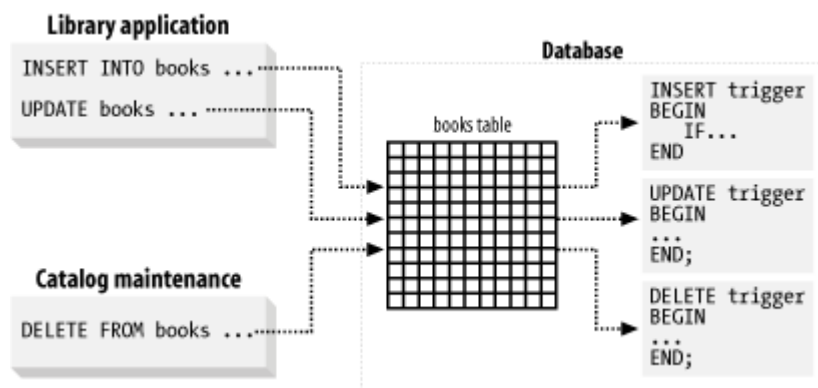 Library application
INSERT INTO books ...
UPDATE books ...
Catalog maintenance
DELETE FROM books ...
Database
books table
INSERT trigger
BEGIN
IF...
END
UPDATE trigger
BEGIN
...
END;
DELETE trigger
BEGIN
...
END;